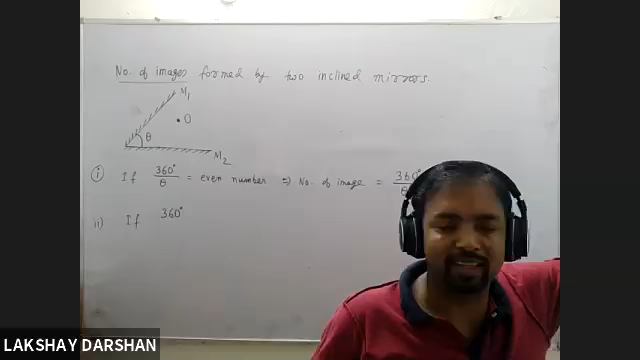 No. of images formed by two inclined mirrors.
M1
O
θ
M2
i) If 360°/θ = even number ⇒ No. of image = 360°/θ
ii) If 360°
LAKSHAY DARSHAN